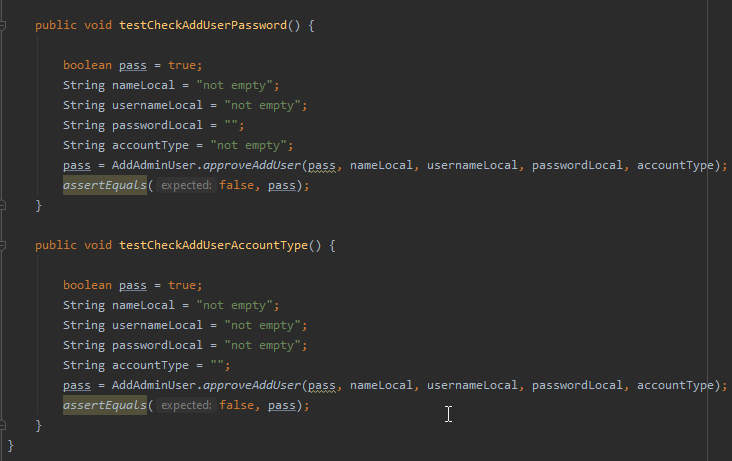 public void testCheckAddUserPassword() {
boolean pass = true;
String nameLocal = "not empty";
String usernameLocal = "not empty";
String passwordLocal = "";
String accountType = "not empty";
pass = AddAdminUser.approveAddUser(pass, nameLocal, usernameLocal, passwordLocal, accountType);
assertEquals( expected: false, pass);
}
public void testCheckAddUserAccountType() {
boolean pass = true;
String nameLocal = "not empty";
String usernameLocal = "not empty";
String passwordLocal = "not empty";
String accountType = "";
pass = AddAdminUser.approveAddUser(pass, nameLocal, usernameLocal, passwordLocal, accountType);
assertEquals( expected: false, pass);
}
}